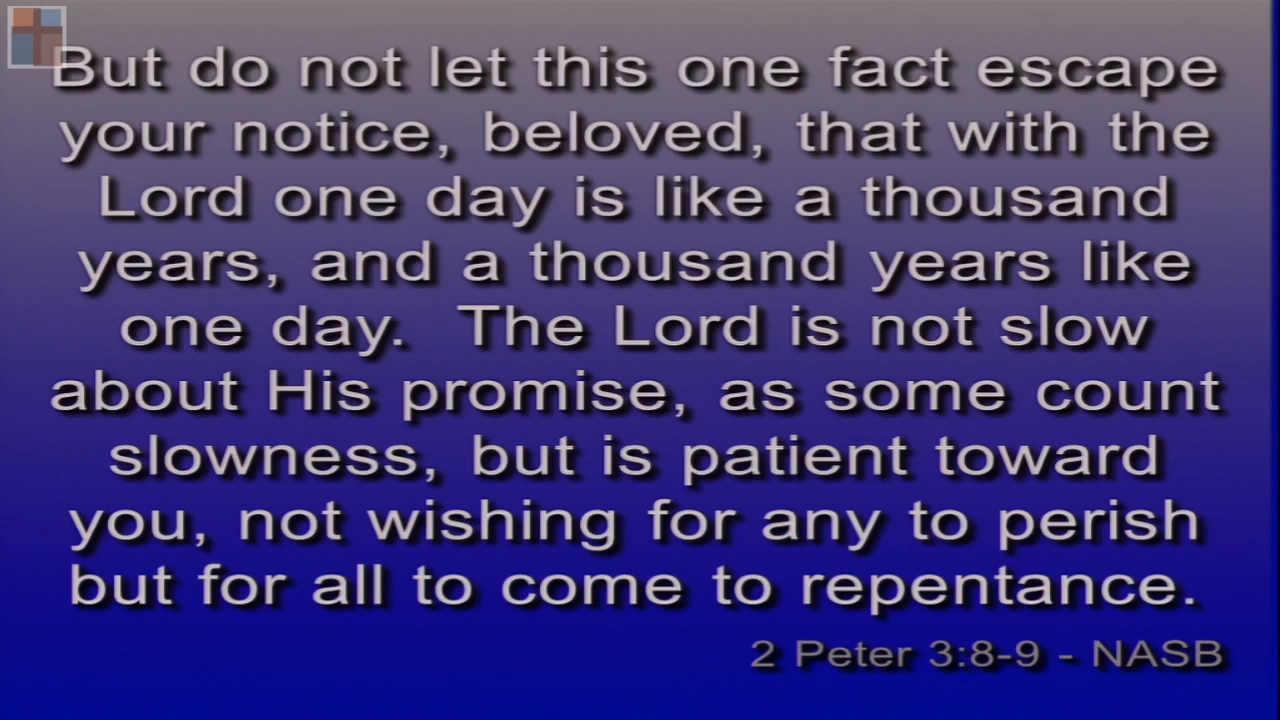 But do not let this one fact escape
your notice, beloved, that with the
Lord one day is like a thousand
years, and a thousand years like
one day.  The Lord is not slow
about His promise, as some count
slowness, but is patient toward
you, not wishing for any to perish
but for all to come to repentance.
2 Peter 3:8-9 - NASB